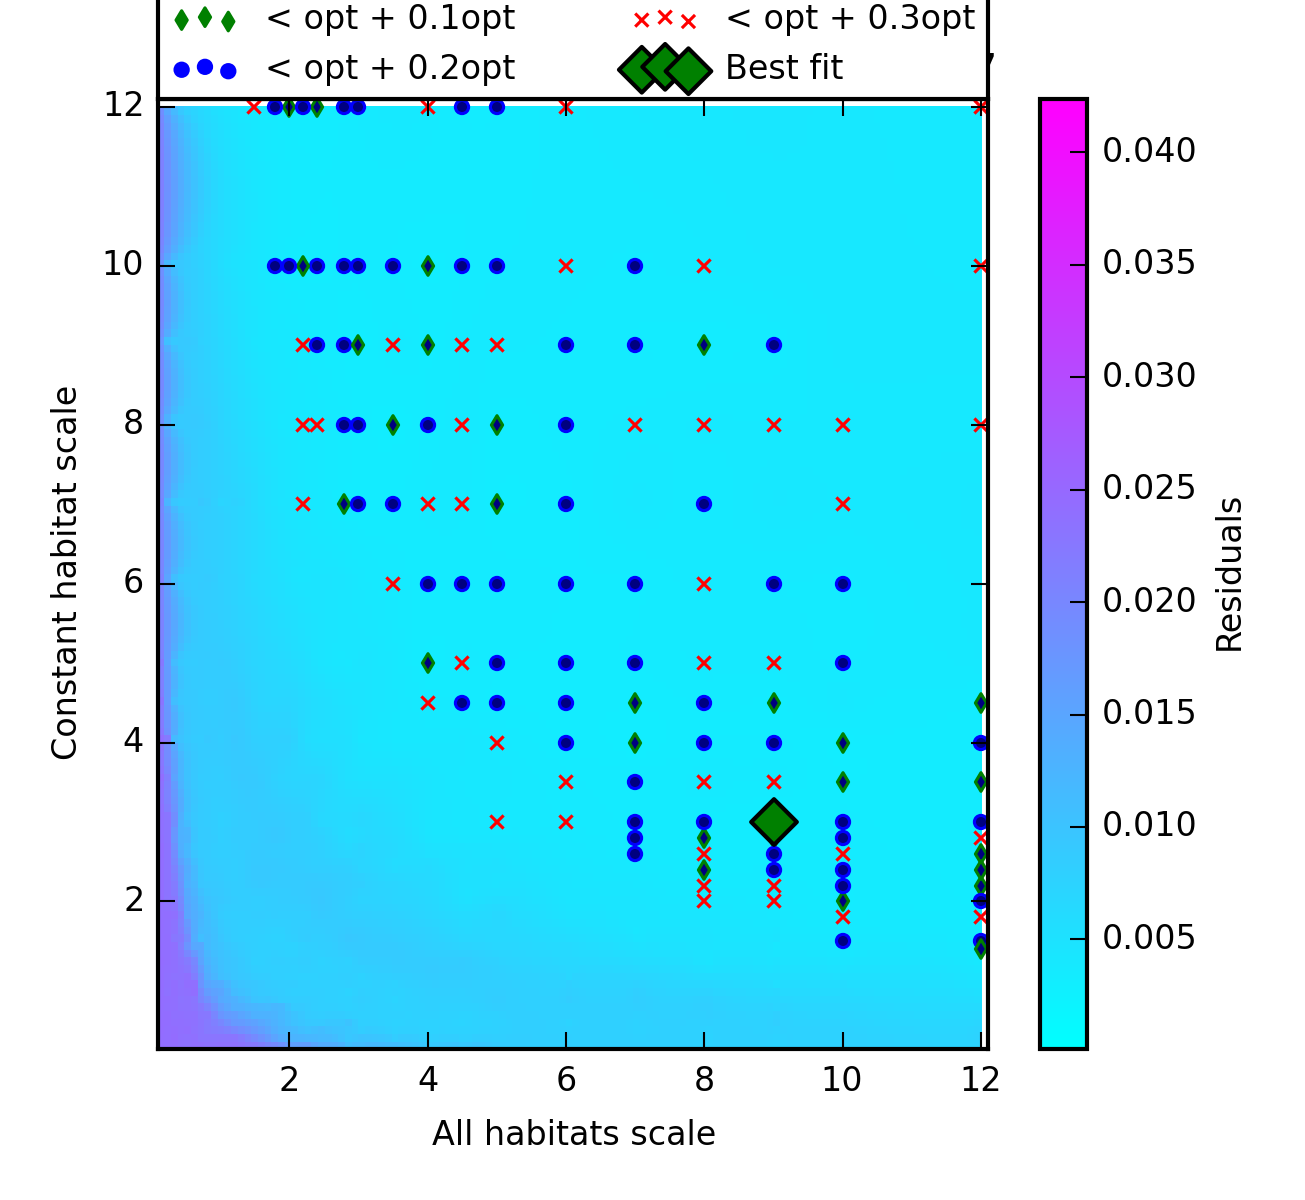 < opt + 0.1opt < opt + 0.3opt
< opt + 0.2opt Best fit
12
10
8
6
4
2
Constant habitat scale
2 4 6 8 10 12
All habitats scale
0.040
0.035
0.030
0.025
0.020
0.015
0.010
0.005
Residuals